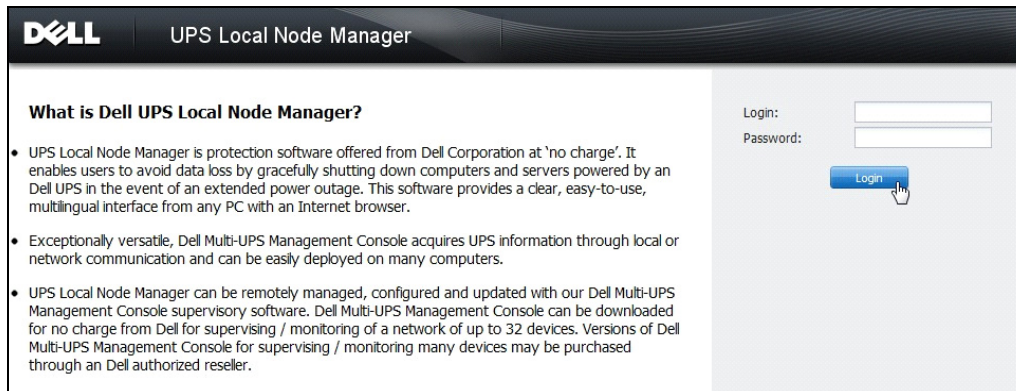 DELL
UPS Local Node Manager
What is Dell UPS Local Node Manager?
• UPS Local Node Manager is protection software offered from Dell Corporation at ‘no charge’. It
enables users to avoid data loss by gracefully shutting down computers and servers powered by an
Dell UPS in the event of an extended power outage. This software provides a clear, easy-to-use,
multilingual interface from any PC with an Internet browser.
• Exceptionally versatile, Dell Multi-UPS Management Console acquires UPS information through local or
network communication and can be easily deployed on many computers.
• UPS Local Node Manager can be remotely managed, configured and updated with our Dell Multi-UPS
Management Console supervisory software. Dell Multi-UPS Management Console can be downloaded
for no charge from Dell for supervising / monitoring of a network of up to 32 devices. Versions of Dell
Multi-UPS Management Console for supervising / monitoring many devices may be purchased
through an Dell authorized reseller.
Login:
Password:
Login